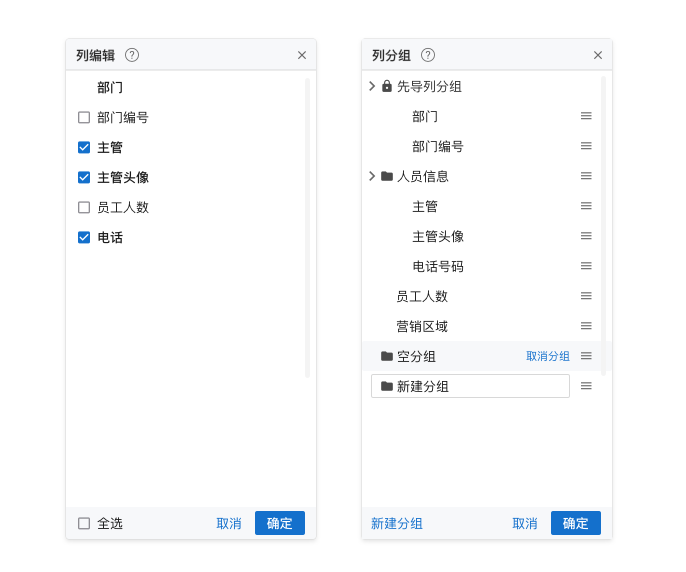 列编辑
部门
部门编号
主管
主管头像
员工人数
电话
全选 取消 确定
列分组
先导列分组
部门
部门编号
人员信息
主管
主管头像
电话号码
员工人数
营销区域
空分组 取消分组
新建分组
新建分组 取消 确定